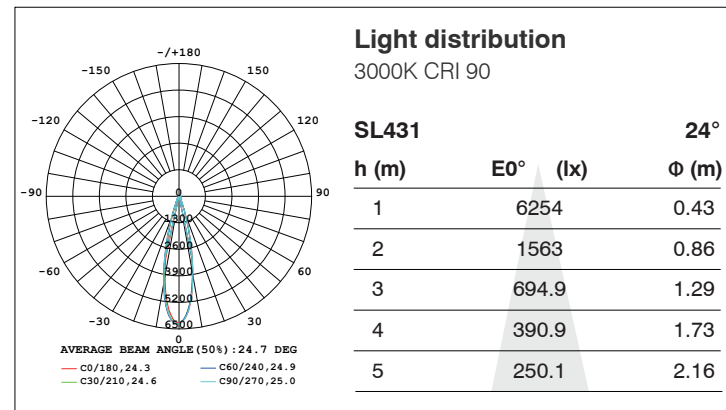 Light distribution
3000K CRI 90
-/+180
-150 150
-120 120
-90 0 90
1300
2600
-60 3900 60
5200
-30 6500 30
0
AVERAGE BEAM ANGLE(50%):24.7 DEG
C0/180,24.3 C60/240,24.9
C30/210,24.6 C90/270,25.0
SL431 24°
h (m) E0° (lx) Φ (m)
1 6254 0.43
2 1563 0.86
3 694.9 1.29
4 390.9 1.73
5 250.1 2.16